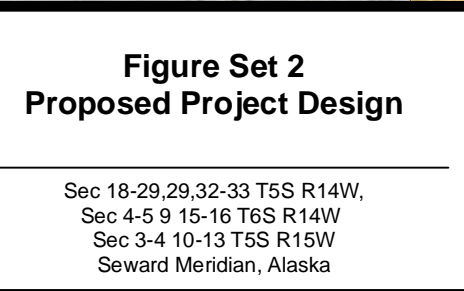 Figure Set 2
Proposed Project Design
Sec 18-29,29,32-33 T5S R14W,
Sec 4-5 9 15-16 T6S R14W
Sec 3-4 10-13 T5S R15W
Seward Meridian, Alaska